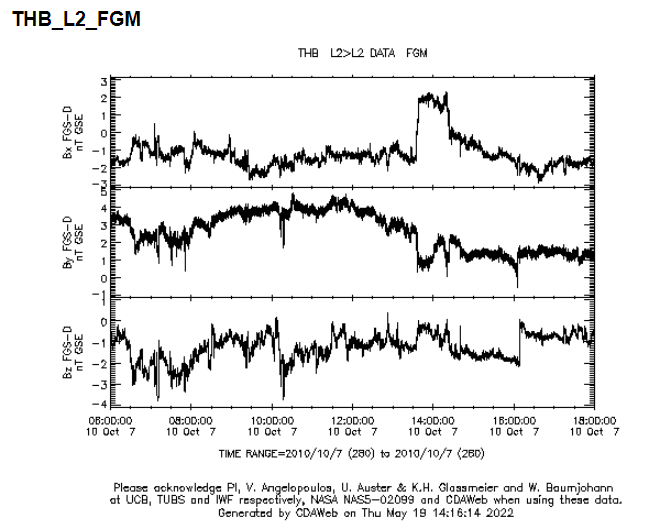 THB_L2_FGM
THB L2>L2 DATA FGM
3
2
1
0
-1
-2
-3
Bx FGS-D
nT GSE
5
4
3
2
1
0
-1
By FGS-D
nT GSE
1
0
-1
-2
-3
-4
Bz FGS-D
nT GSE
06:00:00 08:00:00 10:00:00 12:00:00 14:00:00 16:00:00 18:00:00
10 Oct 7 10 Oct 7 10 Oct 7 10 Oct 7 10 Oct 7 10 Oct 7 10 Oct 7
TIME RANGE=2010/10/7 (280) to 2010/10/7 (280)
Please acknowledge PI, V. Angelopoulos, U. Auster & K.H. Glassmeier and W. Baumjohann
at UCB, TUBS and IWF respectively, NASA NAS5-02099 and CDAWeb when using these data.
Generated by CDAWeb on Thu May 19 14:16:14 2022